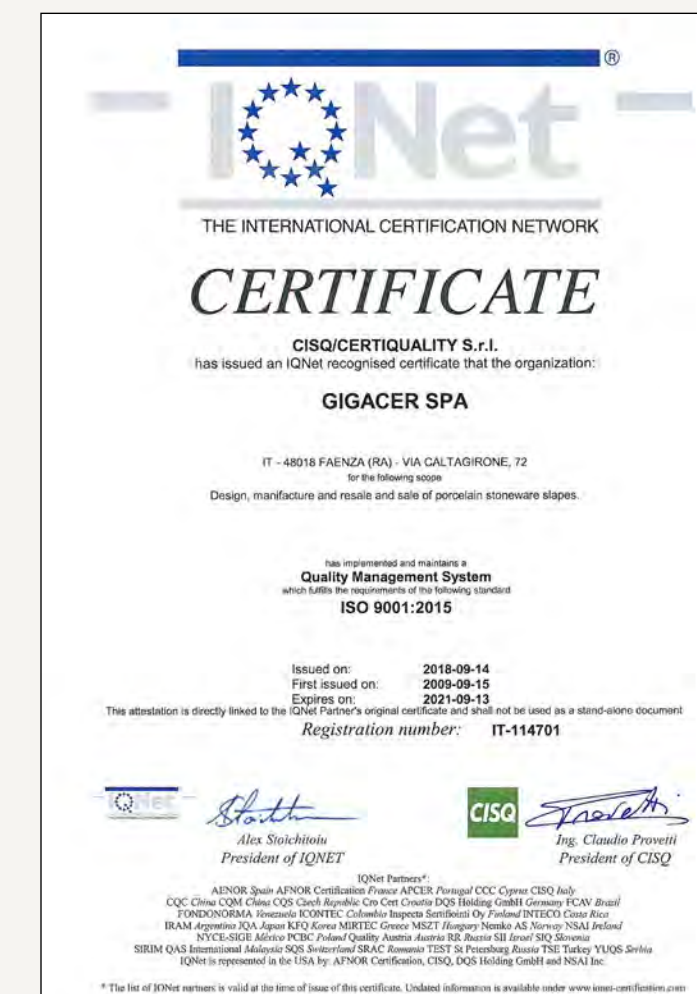 ®
IQNet
THE INTERNATIONAL CERTIFICATION NETWORK
CERTIFICATE
CISQ/CERTIQUALITY S.r.l.
has issued an IQNet recognised certificate that the organization:
GIGACER SPA
IT - 48018 FAENZA (RA) - VIA CALTAGIRONE, 72
for the following scope
Design, manifacture and resale and sale of porcelain stoneware slapes.
has implemented and maintains a
Quality Management System
which fulfills the requirements of the following standard
ISO 9001:2015
Issued on: 2018-09-14
First issued on: 2009-09-15
Expires on: 2021-09-13
This attestation is directly linked to the IQNet Partner's original certificate and shall not be used as a stand-alone document
Registration number: IT-114701
IQNet
CISQ
Alex Stoichitoiu
President of IQNET
Ing. Claudio Provetti
President of CISQ
IQNet Partners*:
AENOR Spain AFNOR Certification France APCER Portugal CCC Cyprus CISQ Italy
CQC China CQM China CQS Czech Republic Cro Cert Croatia DQS Holding GmbH Germany FCAV Brazil
FONDONORMA Venezuela ICONTEC Colombia Inspecta Sertifiointi Oy Finland INTECO Costa Rica
IRAM Argentina JQA Japan KFQ Korea MIRTEC Greece MSZT Hungary Nemko AS Norway NSAI Ireland
NYCE-SIGE México PCBC Poland Quality Austria Austria RR Russia SII Israel SIQ Slovenia
SIRIM QAS International Malaysia SQS Switzerland SRAC Romania TEST St Petersburg Russia TSE Turkey YUQS Serbia
IQNet is represented in the USA by: AFNOR Certification, CISQ, DQS Holding GmbH and NSAI Inc.
* The list of IQNet partners is valid at the time of issue of this certificate. Updated information is available under